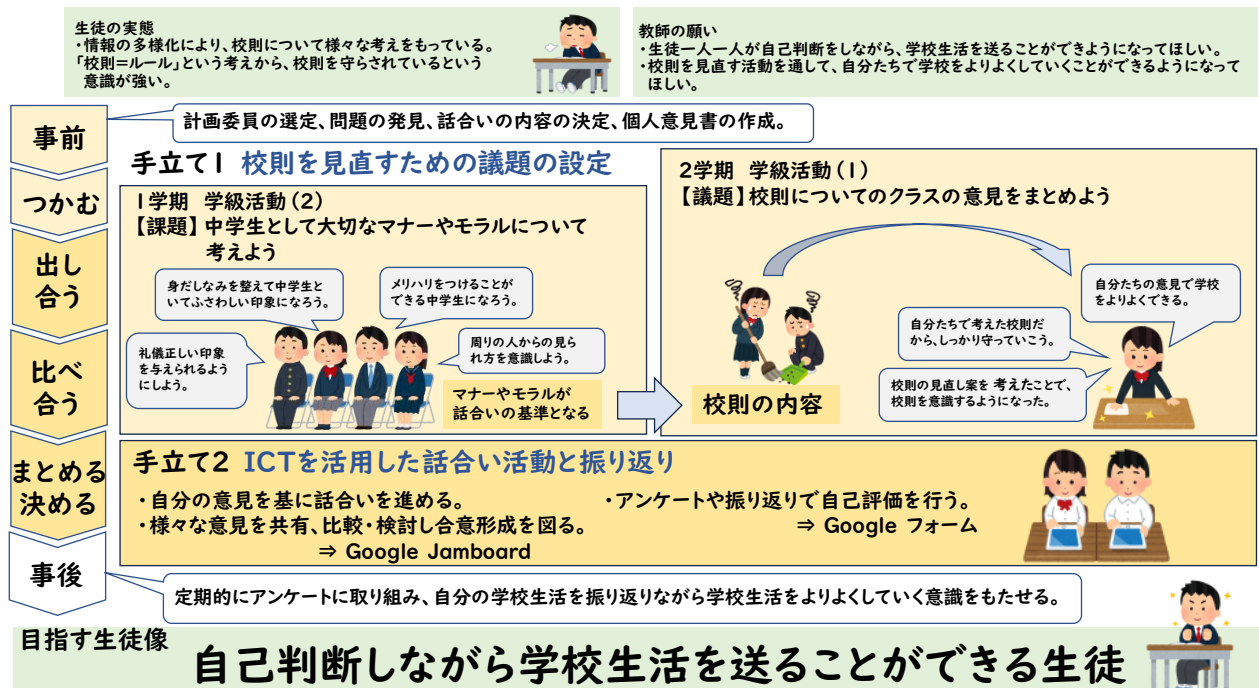 生徒の実態
・情報の多様化により、校則について様々な考えをもっている。
「校則=ルール」という考えから、校則を守らされているという
意識が強い。
教師の願い
・生徒一人一人が自己判断をしながら、学校生活を送ることができようになってほしい。
・校則を見直す活動を通して、自分たちで学校をよりよくしていくことができるようになって
ほしい。
事前
計画委員の選定、問題の発見、話合いの内容の決定、個人意見書の作成。
つかむ
出し
合う
比べ
合う
まとめる
決める
事後
手立て1 校則を見直すための議題の設定
1学期 学級活動(2)
【課題】中学生として大切なマナーやモラルについて
考えよう
身だしなみを整えて中学生と
いてふさわしい印象になろう。
メリハリをつけることが
できる中学生になろう。
礼儀正しい印象
を与えられるよう
にしよう。
周りの人からの見ら
れ方を意識しよう。
マナーやモラルが
話合いの基準となる
2学期 学級活動(1)
【議題】校則についてのクラスの意見をまとめよう
自分たちの意見で学校
をよりよくできる。
自分たちで考えた校則だ
から、しっかり守っていこう。
校則の見直し案を 考えたことで、
校則を意識するようになった。
校則の内容
手立て2 ICTを活用した話合い活動と振り返り
・自分の意見を基に話合いを進める。
・様々な意見を共有、比較・検討し合意形成を図る。
⇒ Google Jamboard
・アンケートや振り返りで自己評価を行う。
⇒ Google フォーム
定期的にアンケートに取り組み、自分の学校生活を振り返りながら学校生活をよりよくしていく意識をもたせる。
目指す生徒像
自己判断しながら学校生活を送ることができる生徒